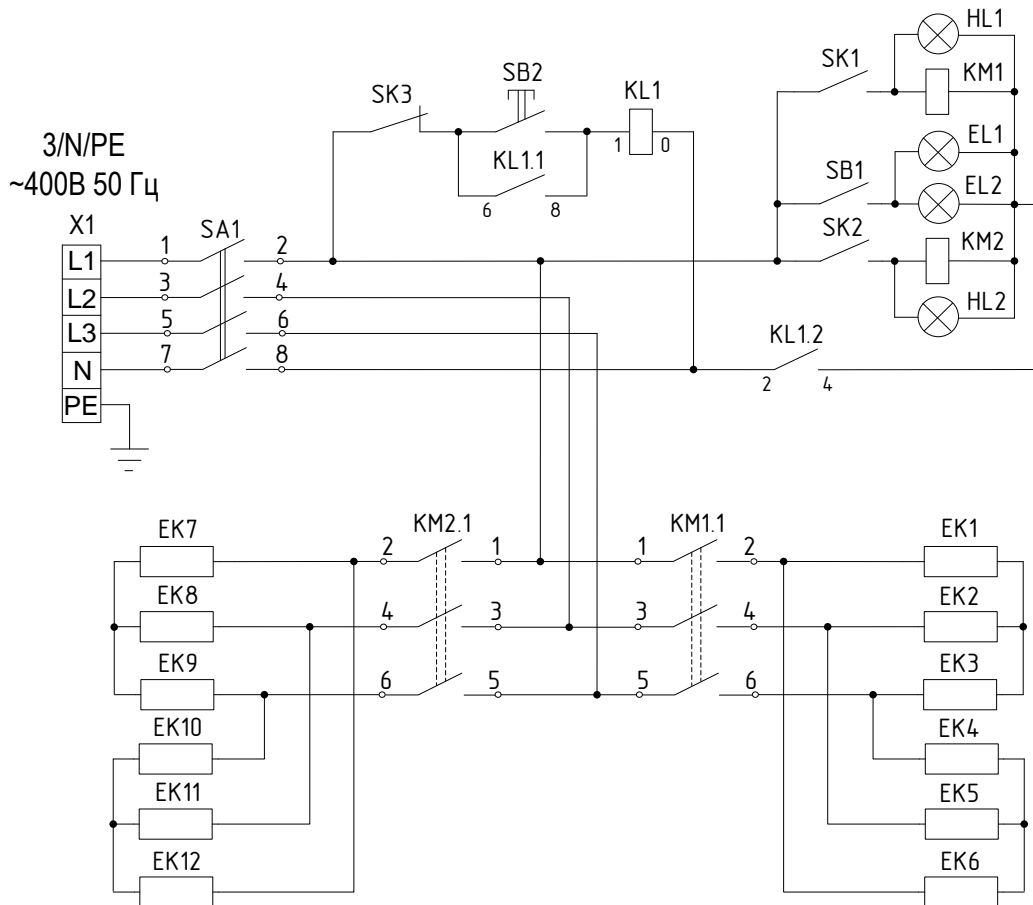 HL1
SK1
KM1
SB2
SK3
KL1
1 0
KL1.1
6 8
EL1
SB1
EL2
SK2
KM2
HL2
3/N/PE
~400В 50 Гц
X1
SA1
L1 1 2
L2 3 4
L3 5 6
N 7 8
PE
KL1.2
2 4
EK7 KM2.1 KM1.1 EK1
2 1 1 2
EK8 EK2
4 3 3 4
EK9 EK3
6 5 5 6
EK10 EK4
EK11 EK5
EK12 EK6